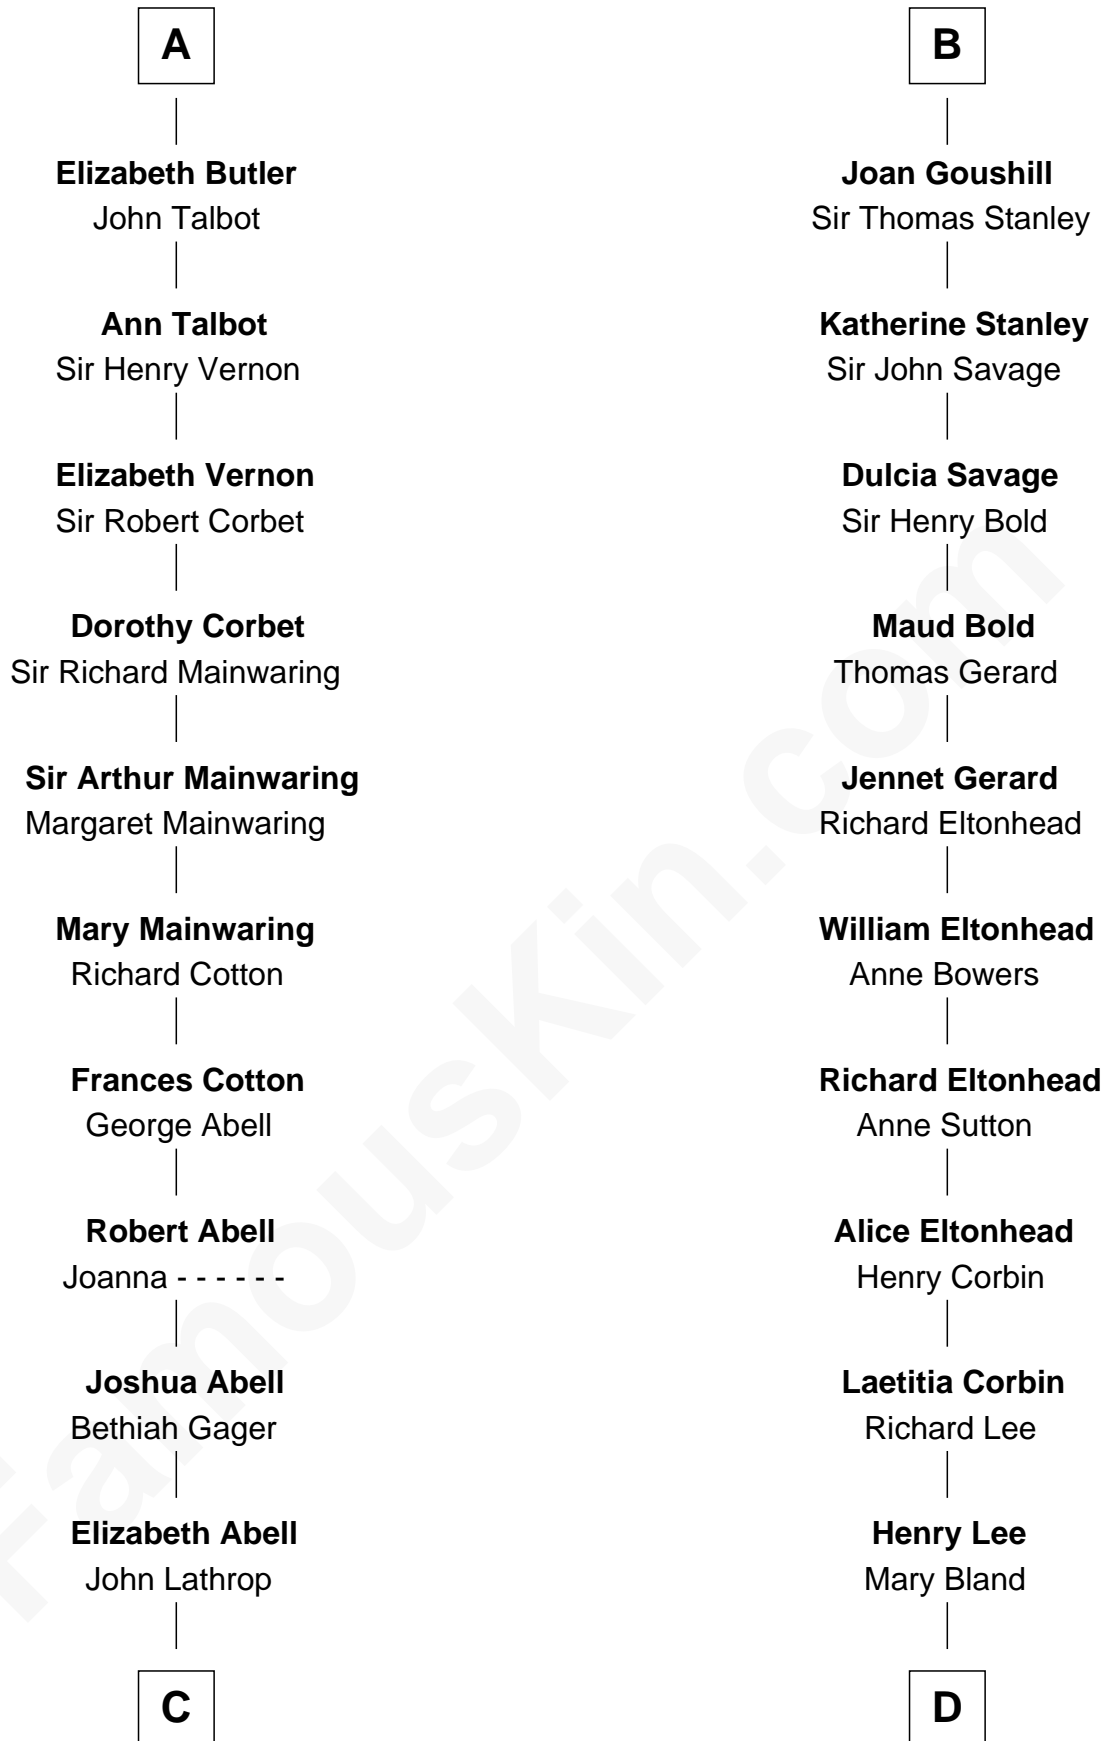 A
Elizabeth Butler
John Talbot
Ann Talbot
Sir Henry Vernon
Elizabeth Vernon
Sir Robert Corbet
Dorothy Corbet
Sir Richard Mainwaring
Sir Arthur Mainwaring
Margaret Mainwaring
Mary Mainwaring
Richard Cotton
Frances Cotton
George Abell
Robert Abell
Joanna - - - - - -
Joshua Abell
Bethiah Gager
Elizabeth Abell
John Lathrop
C
B
Joan Goushill
Sir Thomas Stanley
Katherine Stanley
Sir John Savage
Dulcia Savage
Sir Henry Bold
Maud Bold
Thomas Gerard
Jennet Gerard
Richard Eltonhead
William Eltonhead
Anne Bowers
Richard Eltonhead
Anne Sutton
Alice Eltonhead
Henry Corbin
Laetitia Corbin
Richard Lee
Henry Lee
Mary Bland
D
FamousKin.com